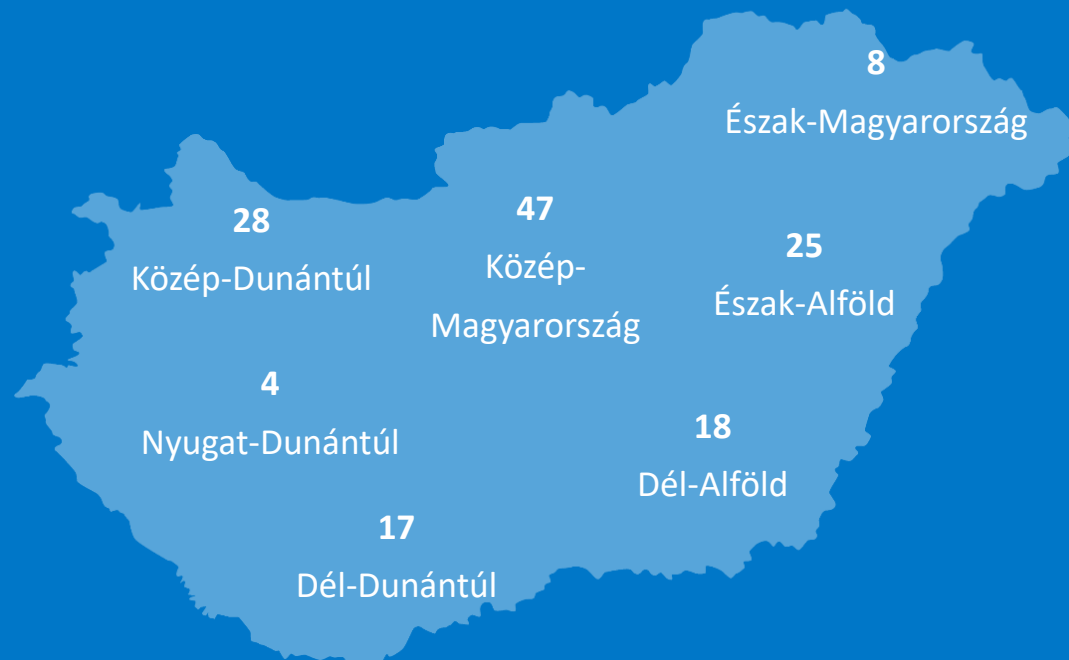 8
Észak-Magyarország
28
Közép-Dunántúl
47
Közép-
Magyarország
25
Észak-Alföld
4
Nyugat-Dunántúl
18
Dél-Alföld
17
Dél-Dunántúl